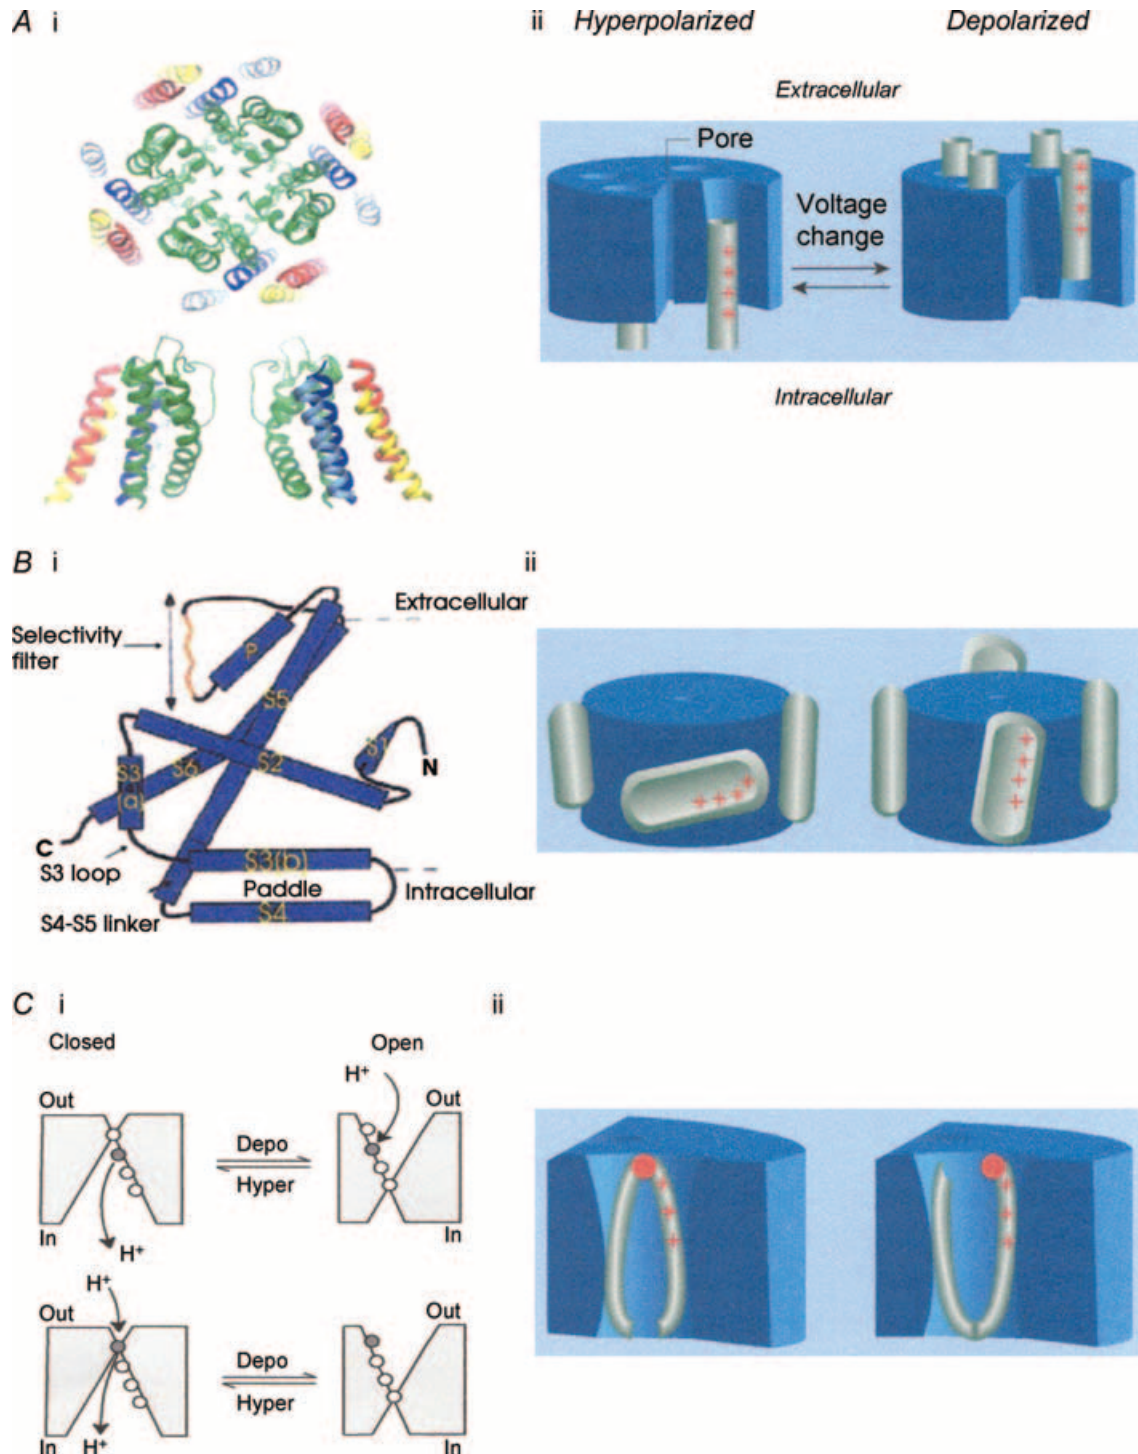 A i
ii Hyperpolarized Depolarized
Extracellular
Pore
Voltage
change
+ + + +
+ + + +
Intracellular
B i
Extracellular
Selectivity
filter
P
S5
S1
N
S6
S2
S3
(a)
C
S3 loop
S3(b)
Paddle
Intracellular
S4
S4-S5 linker
ii
+ + + +
+ + + +
C i
Closed Open
H+
Out Out
Depo
Hyper
In In
H+
H+
Out Out
Depo
Hyper
In In
H+
ii
+ + +
+ + +